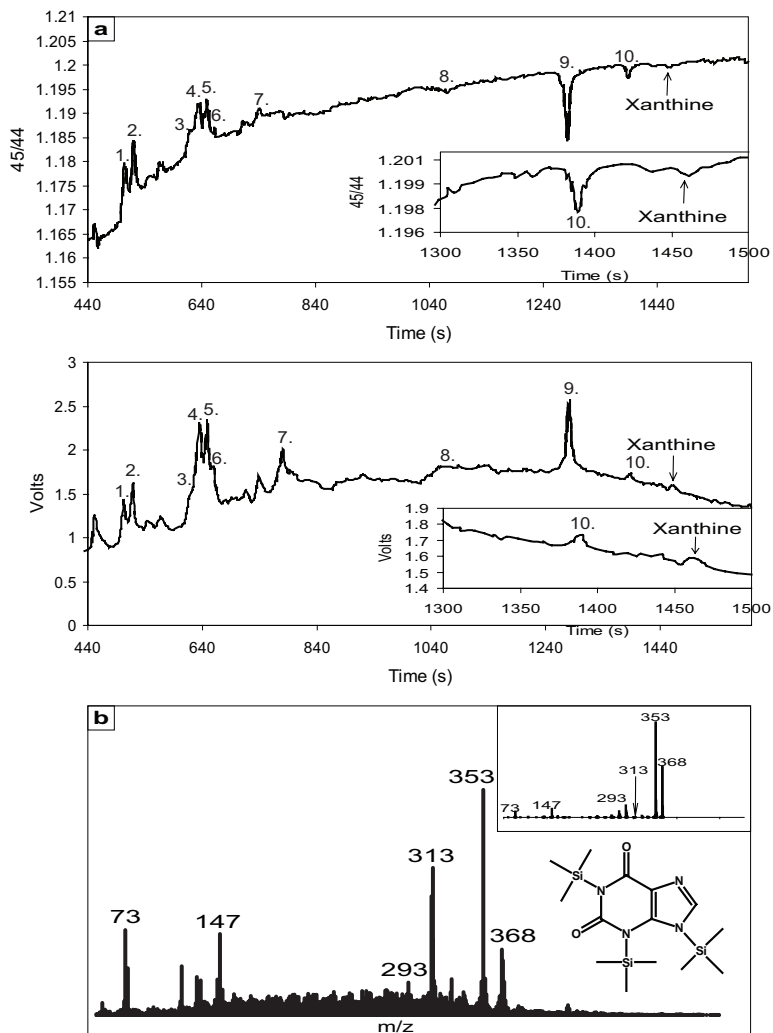 a
1.21
1.2
1.195
1.19
1.185
1.18
1.175
1.17
1.165
1.16
1.155
45/44
1. 2. 3. 4. 5. 6. 7. 8. 9. 10.
Xanthine
440 640 840 1040 1240 1440
Time (s)
1.201
1.199
1.198
1.196
45/44
10.
Xanthine
1300 1350 1400 1450 1500
Time (s)
3
2.5
2
1.5
1
0.5
0
Volts
1. 2. 3. 4. 5. 6. 7. 8. 9. 10.
Xanthine
440 640 840 1040 1240 1440
Time (s)
1.9
1.8
1.7
1.6
1.5
1.4
Volts
10.
Xanthine
1300 1350 1400 1450 1500
Time (s)
b
73 147 293 313 353 368
m/z
73 147 293 313 353 368
O
Si
N
N
O
N
N
Si
Si